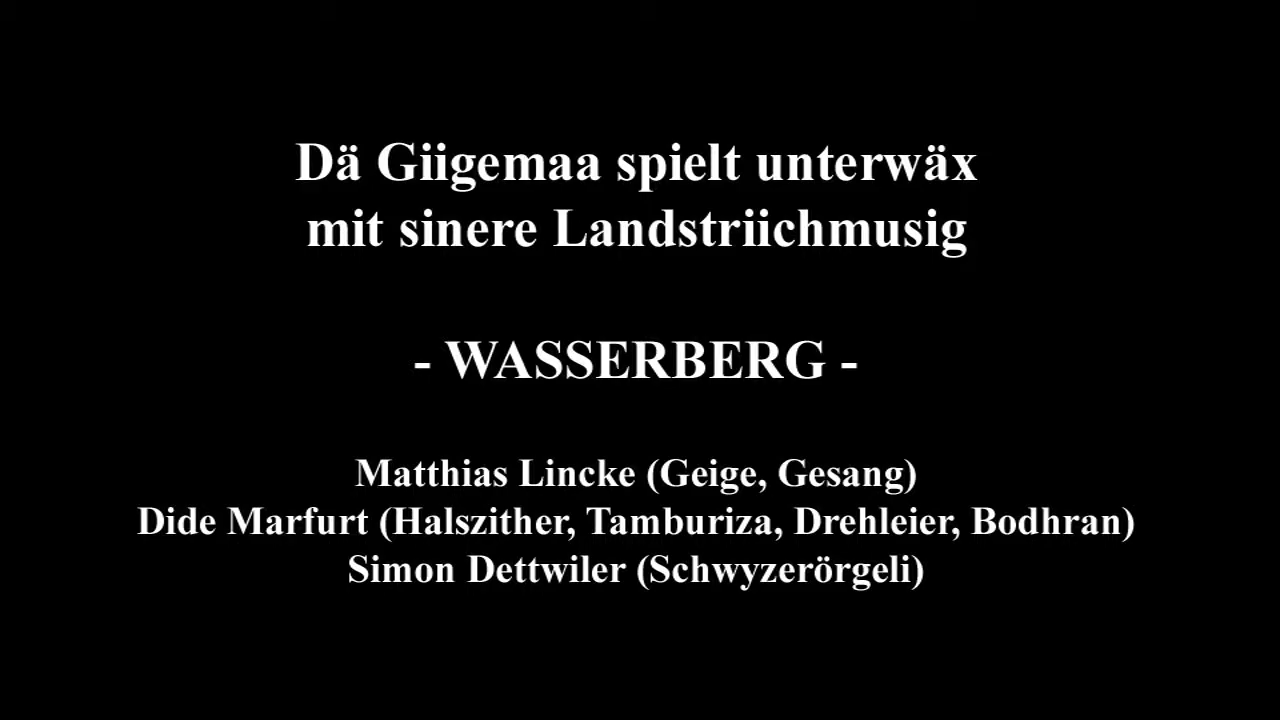 Dä Giigemaa spielt unterwäx
mit sinere Landstriichmusig
- WASSERBERG -
Matthias Lincke (Geige, Gesang)
Dide Marfurt (Halszither, Tamburiza, Drehleier, Bodhran)
Simon Dettwiler (Schwyzerörgeli)